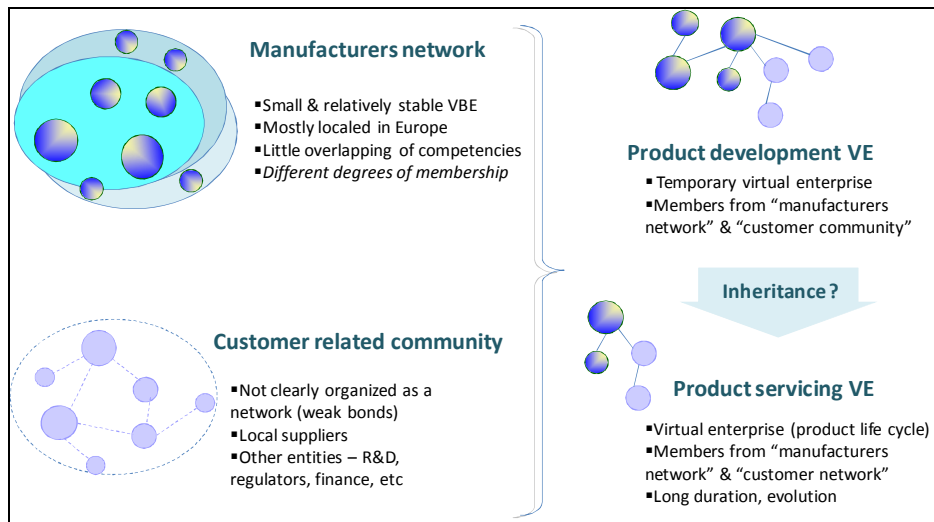 Manufacturers network
▪Small & relatively stable VBE
▪Mostly localed in Europe
▪Little overlapping of competencies
▪Different degrees of membership
Customer related community
▪Not clearly organized as a
network (weak bonds)
▪Local suppliers
▪Other entities – R&D,
regulators, finance, etc
Product development VE
▪ Temporary virtual enterprise
▪Members from “manufacturers
network” & “customer community”
Inheritance?
Product servicing VE
▪Virtual enterprise (product life cycle)
▪Members from “manufacturers
network” & “customer network”
▪Long duration, evolution